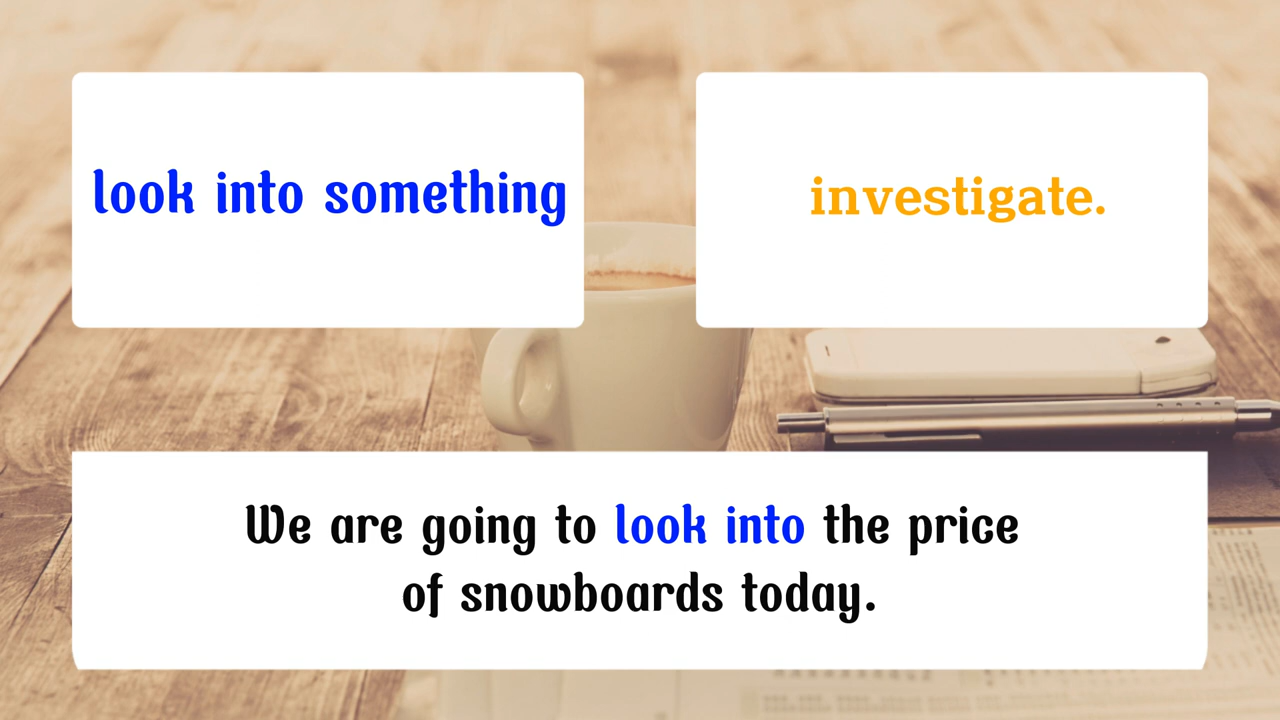 look into something
investigate.
We are going to look into the price
of snowboards today.